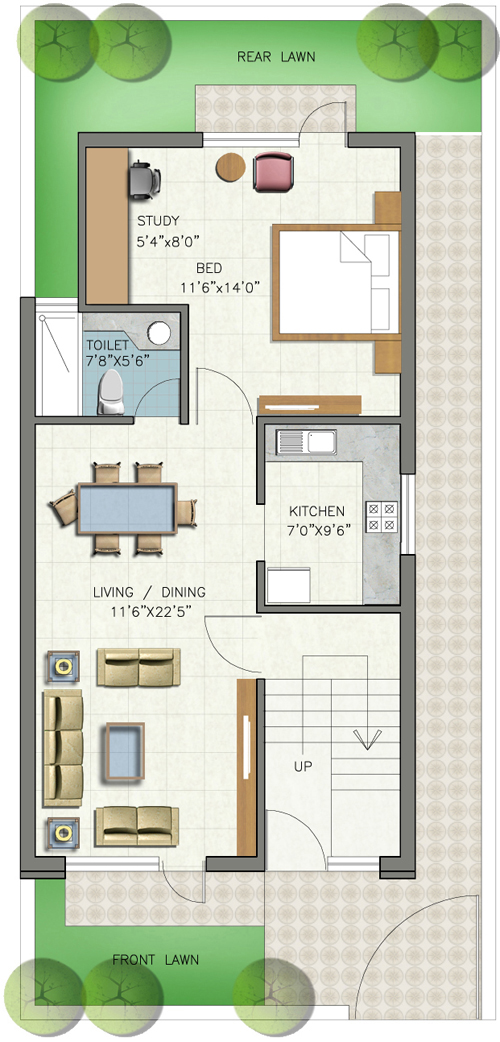 REAR LAWN
STUDY
5'4"x8'0"
BED
11'6"x14'0"
TOILET
7'8"X5'6"
KITCHEN
7'0"X9'6"
LIVING / DINING
11'6"X22'5"
UP
FRONT LAWN